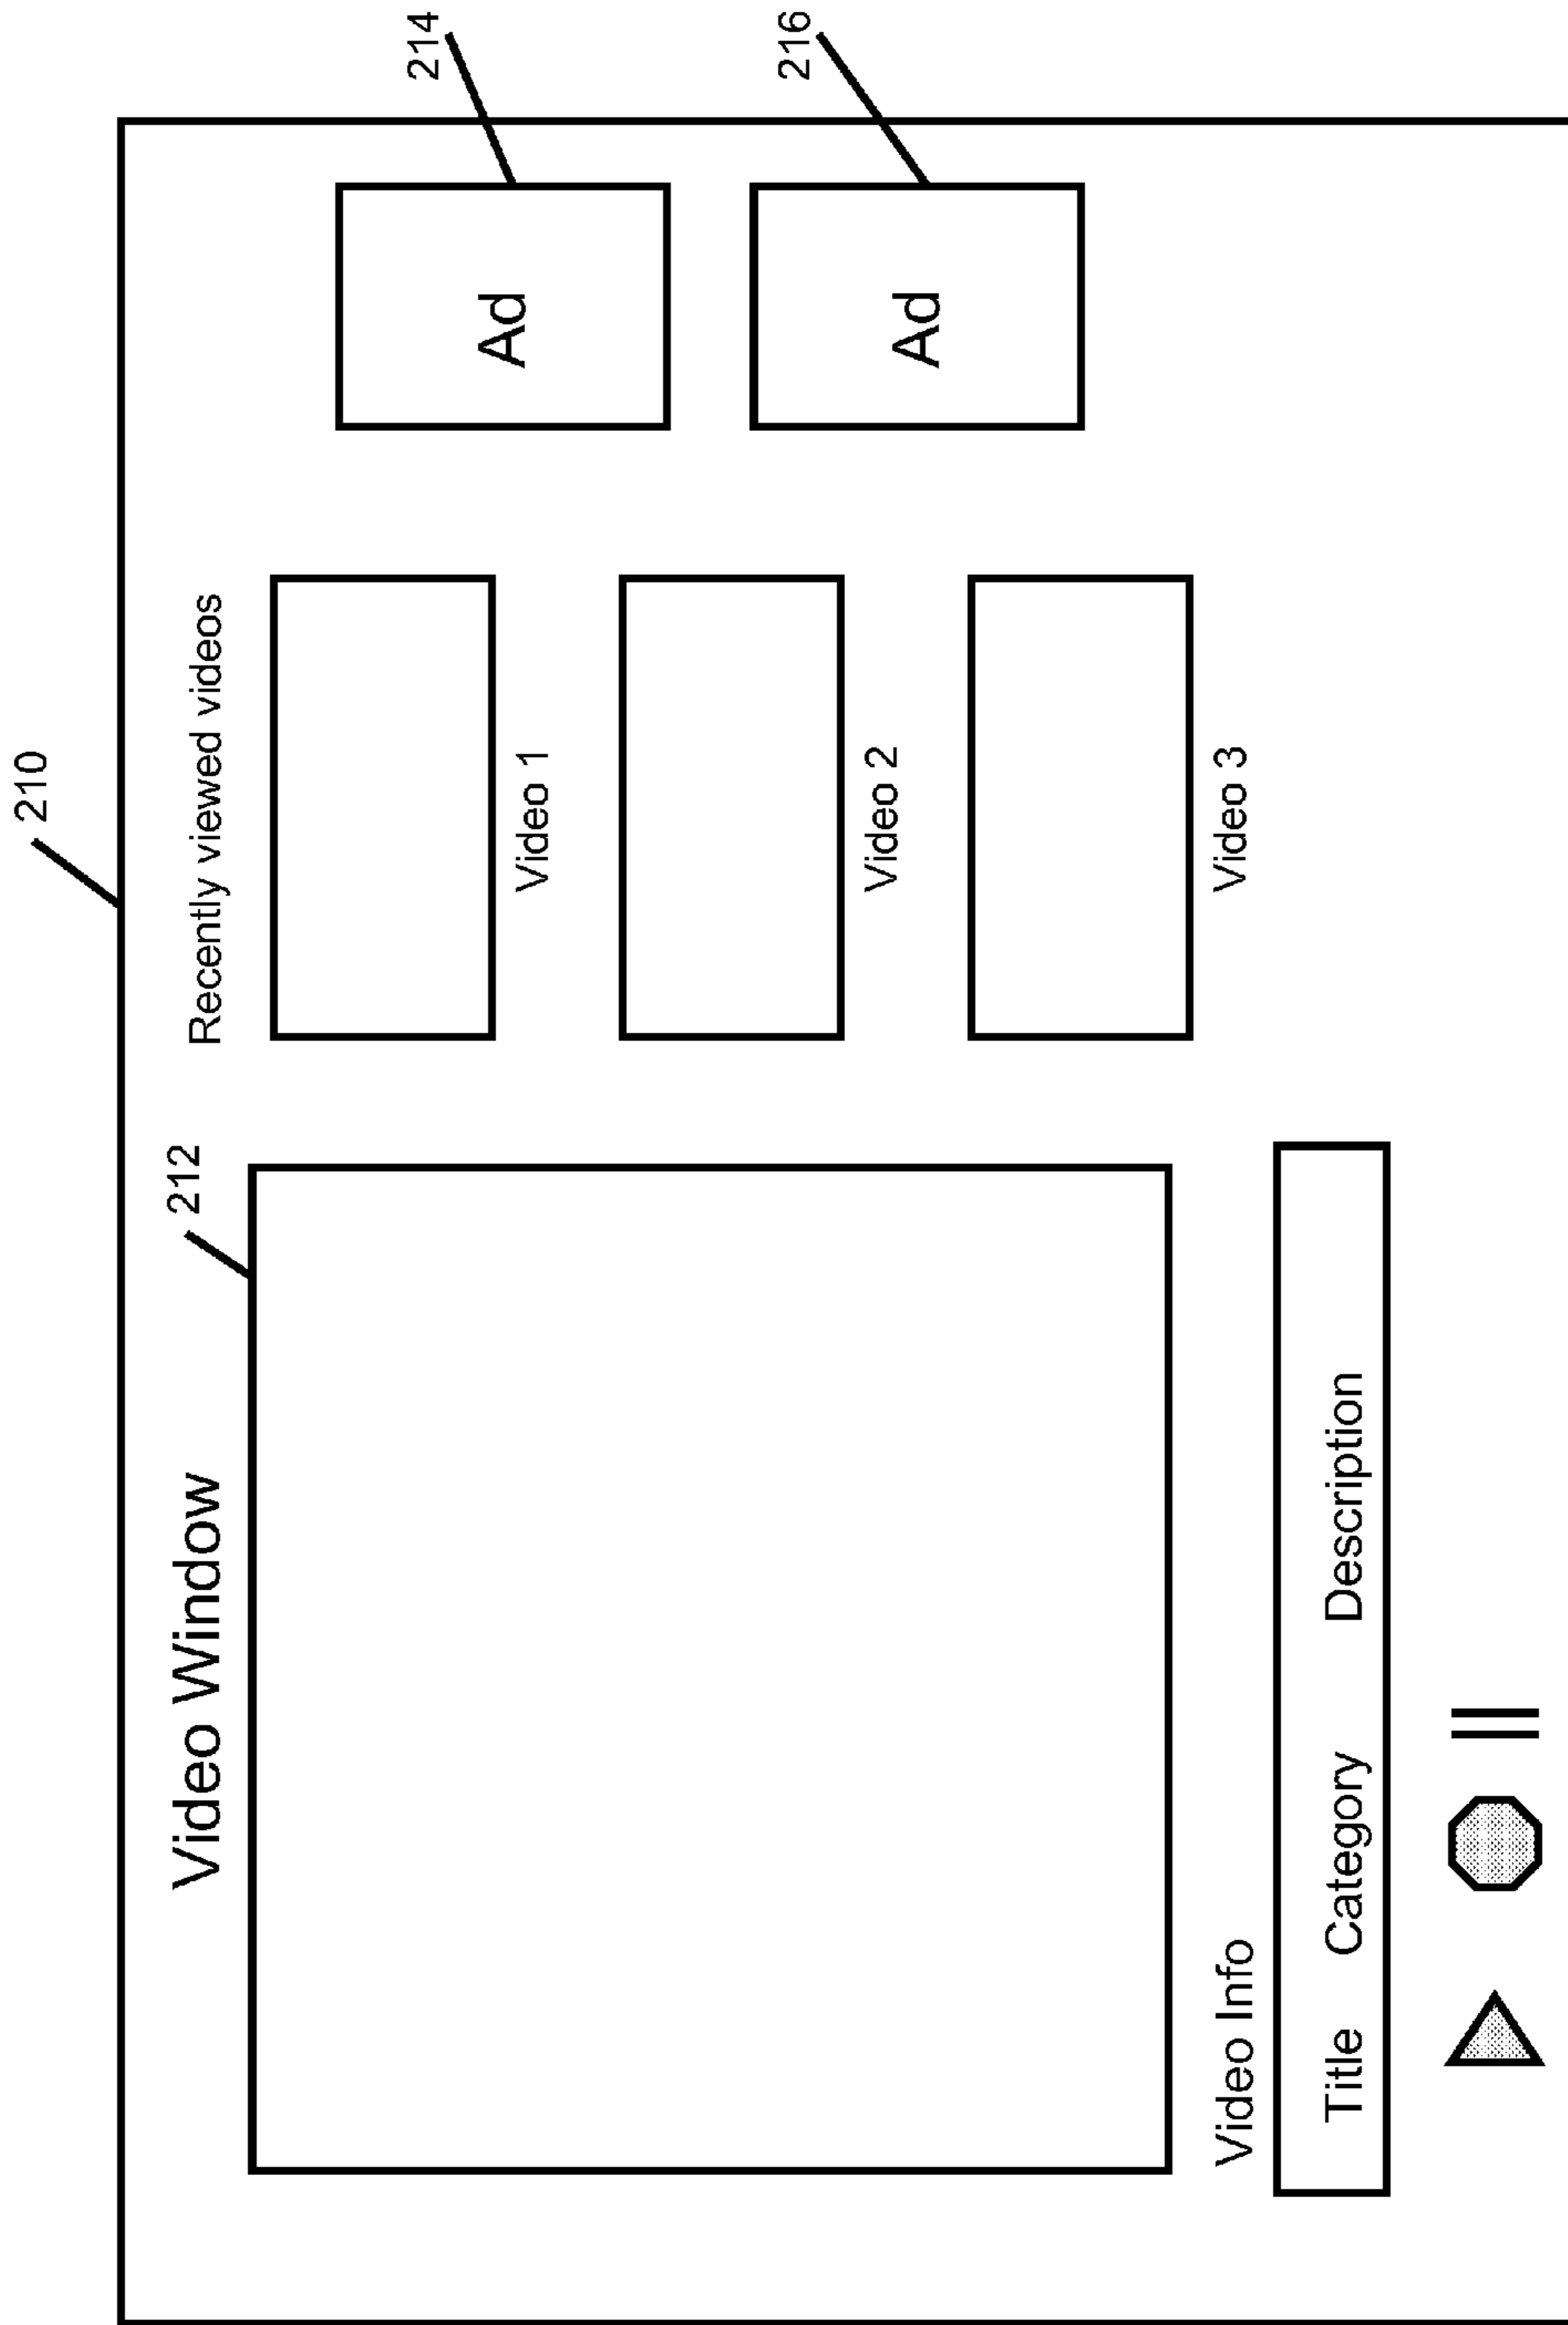 210
Video Window
212
Recently viewed videos
Video 1
Video 2
Video 3
Ad
214
Ad
216
Video Info
Title Category Description